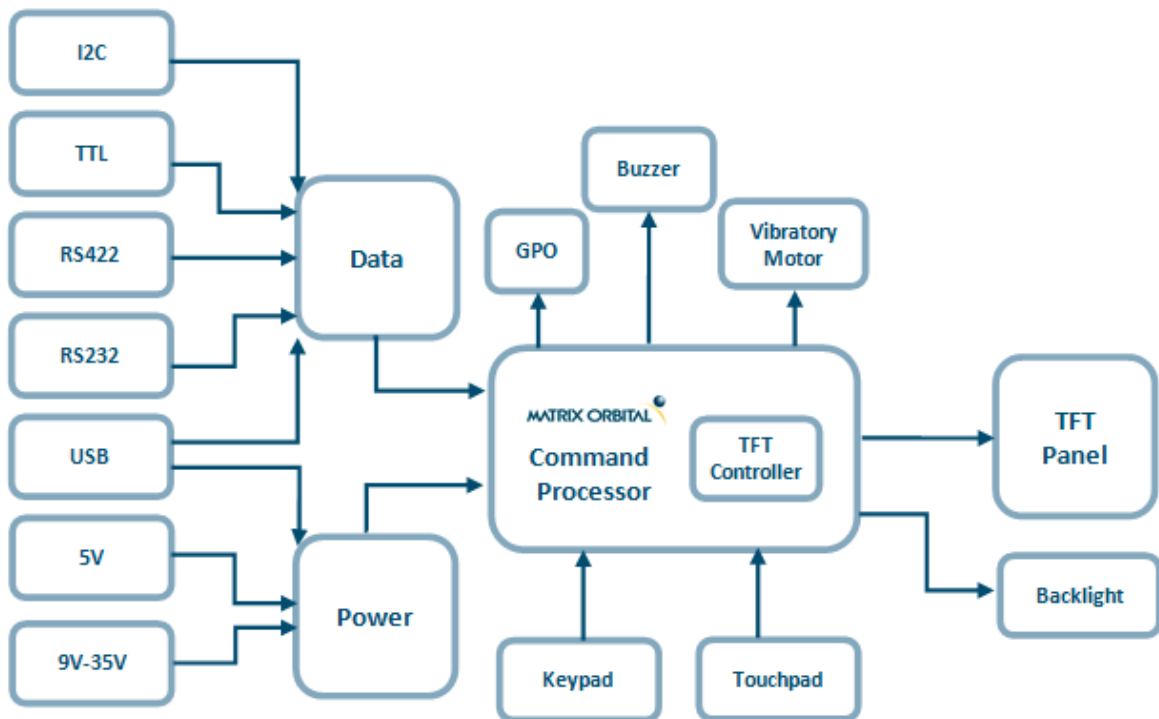 I2C
TTL
RS422
RS232
USB
5V
9V-35V
Data
Power
GPO
Buzzer
Vibratory
Motor
MATRIX ORBITAL
Command
Processor
TFT
Controller
Keypad
Touchpad
TFT
Panel
Backlight